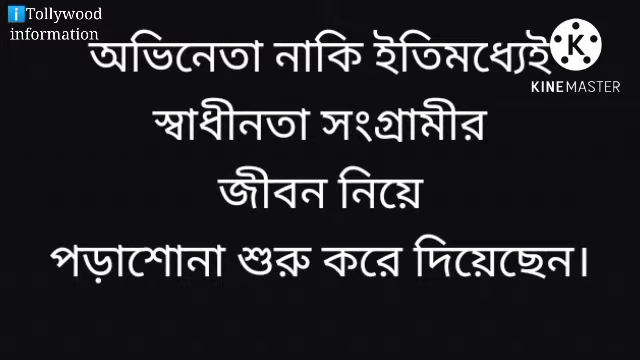 ℹ️Tollywood
information
অভিনেতা নাকি ইতিমধ্যেই
স্বাধীনতা সংগ্রামীর
জীবন নিয়ে
পড়াশোনা শুরু করে দিয়েছেন।
K
KINEMASTER